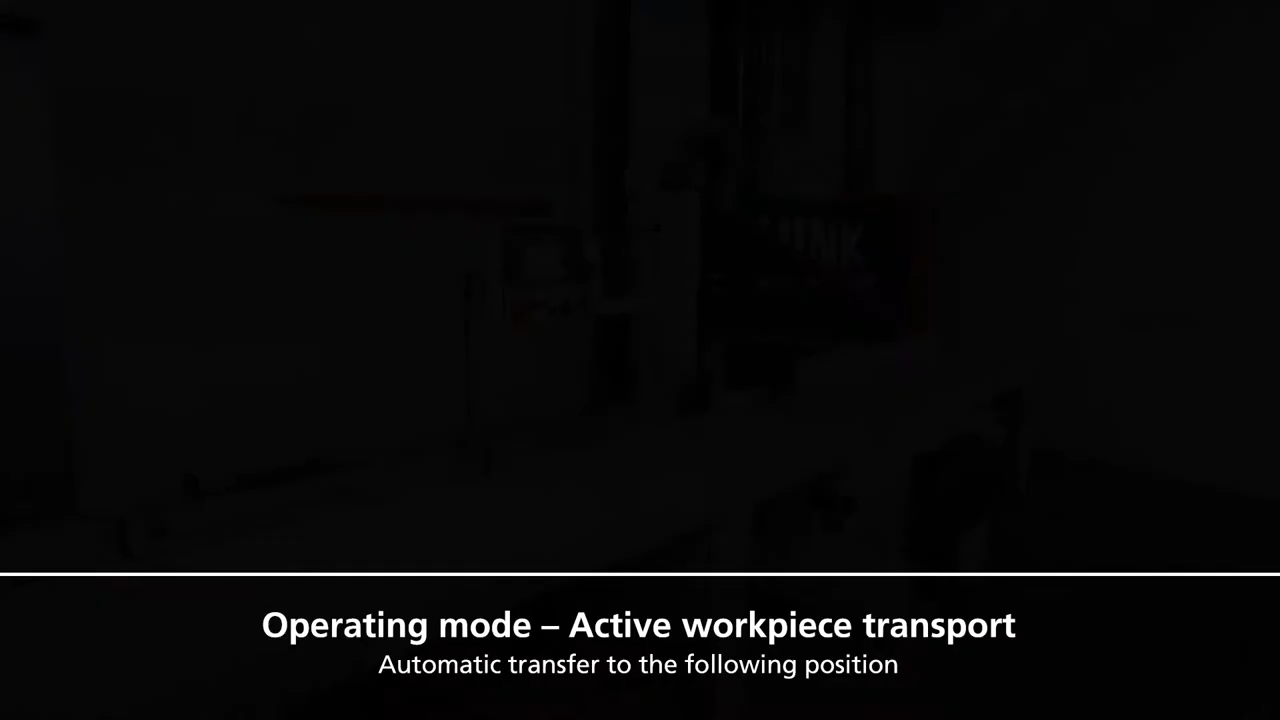 Operating mode – Active workpiece transport
Automatic transfer to the following position